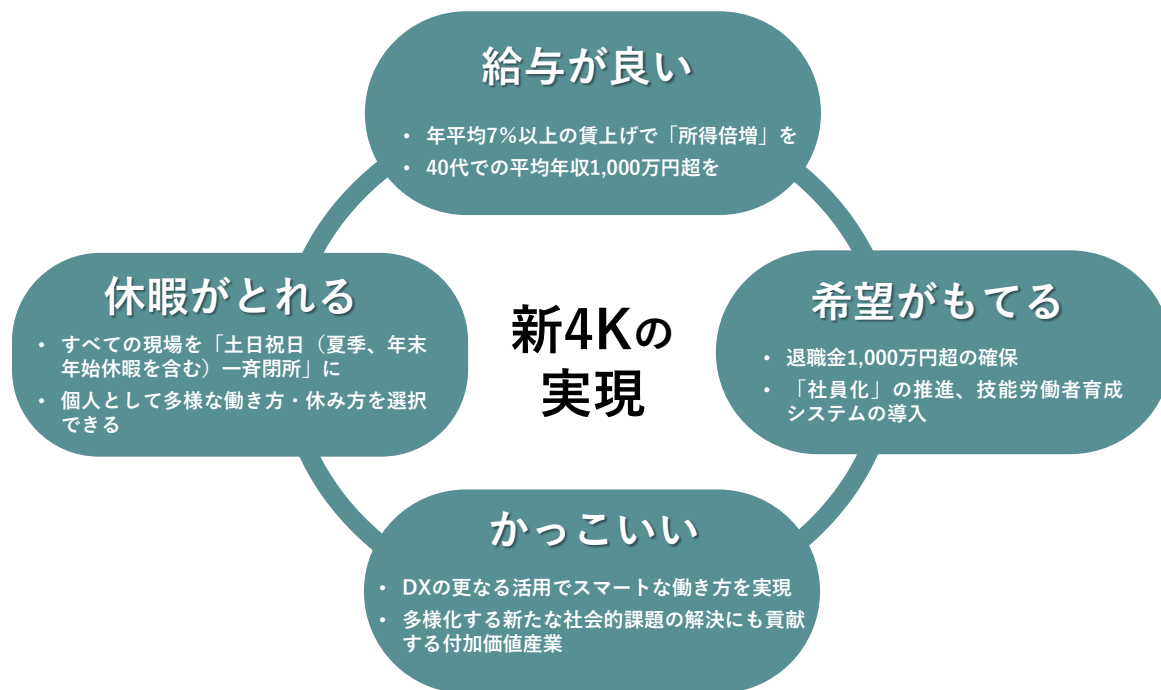 給与が良い
• 年平均7%以上の賃上げで「所得倍増」を
• 40代での平均年収1,000万円超を
休暇がとれる
• すべての現場を「土日祝日（夏季、年末
年始休暇を含む）一斉閉所」に
• 個人として多様な働き方・休み方を選択
できる
新4Kの
実現
希望がもてる
• 退職金1,000万円超の確保
• 「社員化」の推進、技能労働者育成
システムの導入
かっこいい
• DXの更なる活用でスマートな働き方を実現
• 多様化する新たな社会的課題の解決にも貢献
する付加価値産業